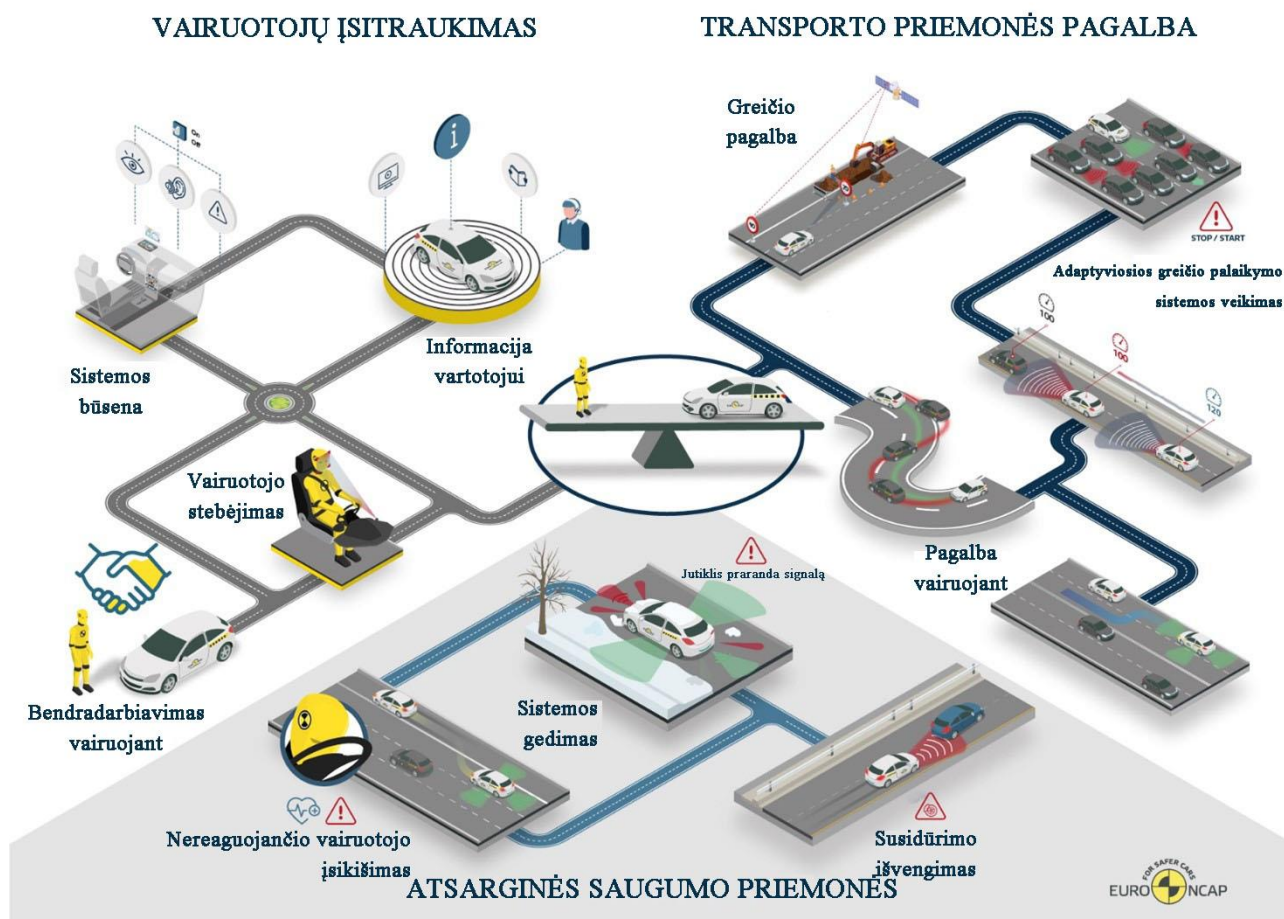 VAIRUOTOJŲ ĮSITRAUKIMAS
TRANSPORTO PRIEMONĖS PAGALBA
On
Off
i
Greičio
pagalba
STOP / START
Adaptyviosios greičio palaikymo
sistemos veikimas
100
100
120
Sistemos
būsena
Informacija
vartotojui
Vairuotojo
stebėjimas
Pagalba
vairuojant
Bendradarbiavimas
vairuojant
Jutiklis praranda signalą
Sistemos
gedimas
Nereaguojančio vairuotojo
įsikišimas
Susidūrimo
išvengimas
ATSARGINĖS SAUGUMO PRIEMONĖS
FOR SAFER CARS
EURO NCAP